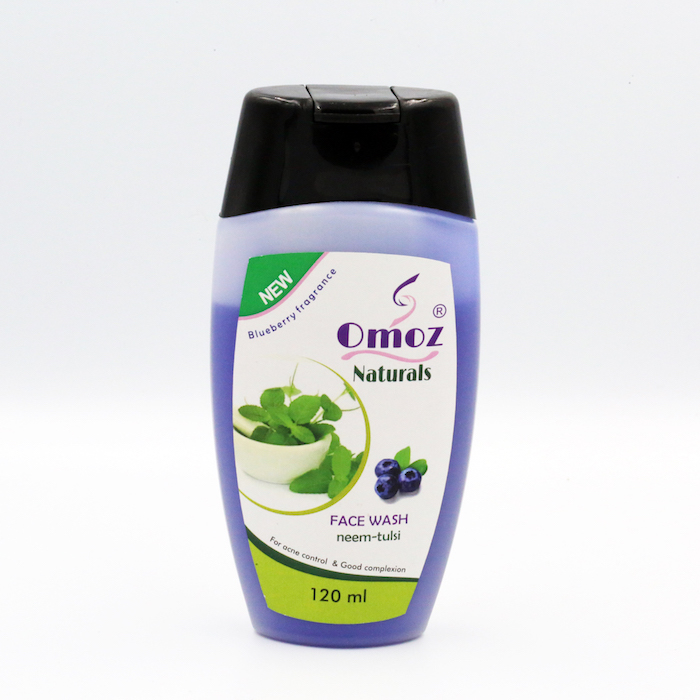 NEW
Blueberry fragrance
Omoz ®
Naturals
FACE WASH
neem-tulsi
For acne control & Good complexion
120 ml